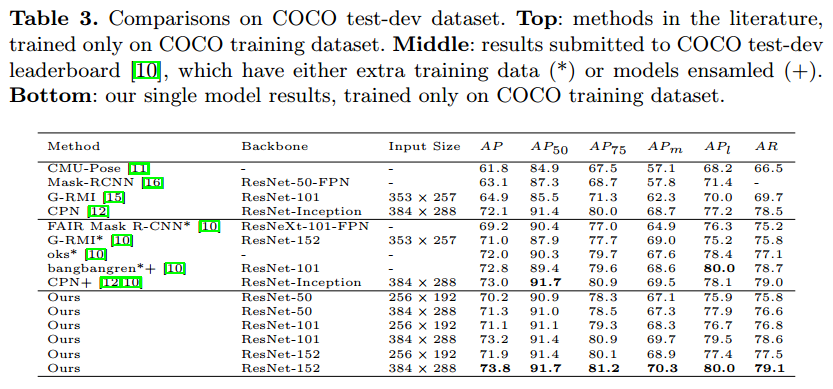 Table 3. Comparisons on COCO test-dev dataset. Top: methods in the literature,
trained only on COCO training dataset. Middle: results submitted to COCO test-dev
leaderboard [10], which have either extra training data (*) or models ensamled (+).
Bottom: our single model results, trained only on COCO training dataset.
Method Backbone Input Size AP AP50 AP75 APm APl AR
CMU-Pose [11] - - 61.8 84.9 67.5 57.1 68.2 66.5
Mask-RCNN [16] ResNet-50-FPN - 63.1 87.3 68.7 57.8 71.4 -
G-RMI [15] ResNet-101 353 × 257 64.9 85.5 71.3 62.3 70.0 69.7
CPN [12] ResNet-Inception 384 × 288 72.1 91.4 80.0 68.7 77.2 78.5
FAIR Mask R-CNN* [10] ResNeXt-101-FPN - 69.2 90.4 77.0 64.9 76.3 75.2
G-RMI* [10] ResNet-152 353 × 257 71.0 87.9 77.7 69.0 75.2 75.8
oks* [10] - - 72.0 90.3 79.7 67.6 78.4 77.1
bangbangren*+ [10] ResNet-101 - 72.8 89.4 79.6 68.6 80.0 78.7
CPN+ [12,10] ResNet-Inception 384 × 288 73.0 91.7 80.9 69.5 78.1 79.0
Ours ResNet-50 256 × 192 70.2 90.9 78.3 67.1 75.9 75.8
Ours ResNet-50 384 × 288 71.3 91.0 78.5 67.3 77.9 76.6
Ours ResNet-101 256 × 192 71.1 91.1 79.3 68.3 76.7 76.8
Ours ResNet-101 384 × 288 73.2 91.4 80.9 69.7 79.5 78.6
Ours ResNet-152 256 × 192 71.9 91.4 80.1 68.9 77.4 77.5
Ours ResNet-152 384 × 288 73.8 91.7 81.2 70.3 80.0 79.1